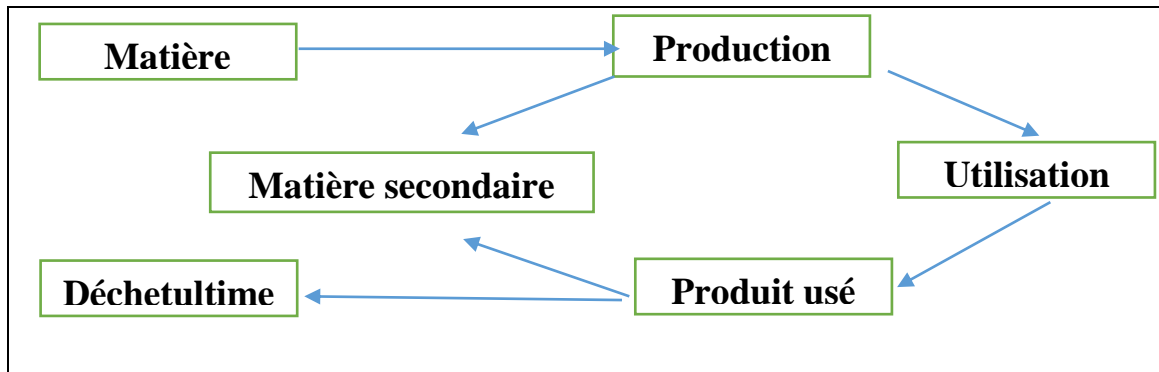 Matière
Production
Matière secondaire
Utilisation
Déchetultime
Produit usé